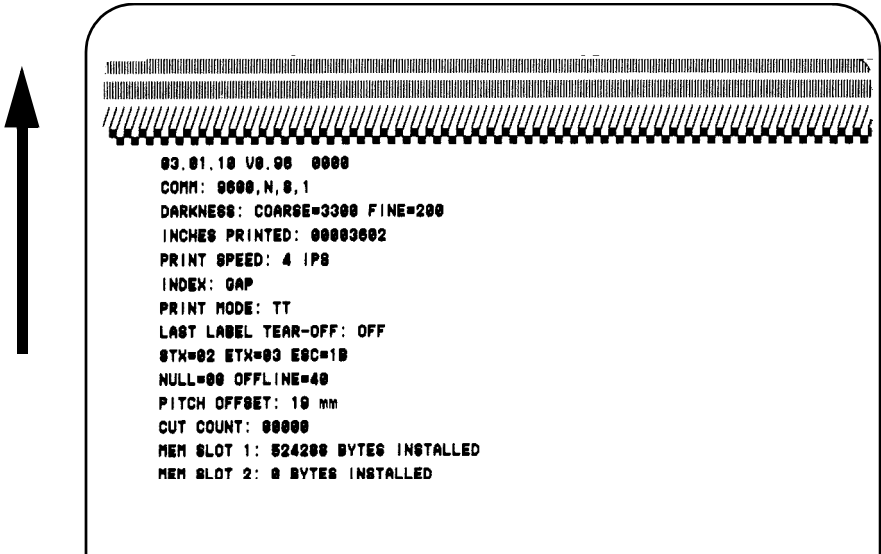 03.01.10 V0.96 0000
COMM: 9600,N,8,1
DARKNESS: COARSE=3300 FINE=200
INCHES PRINTED: 00003602
PRINT SPEED: 4 IPS
INDEX: GAP
PRINT MODE: TT
LAST LABEL TEAR-OFF: OFF
STX=02 ETX=03 ESC=1B
NULL=00 OFFLINE=40
PITCH OFFSET: 10 mm
CUT COUNT: 00000
MEM SLOT 1: 524288 BYTES INSTALLED
MEM SLOT 2: 0 BYTES INSTALLED